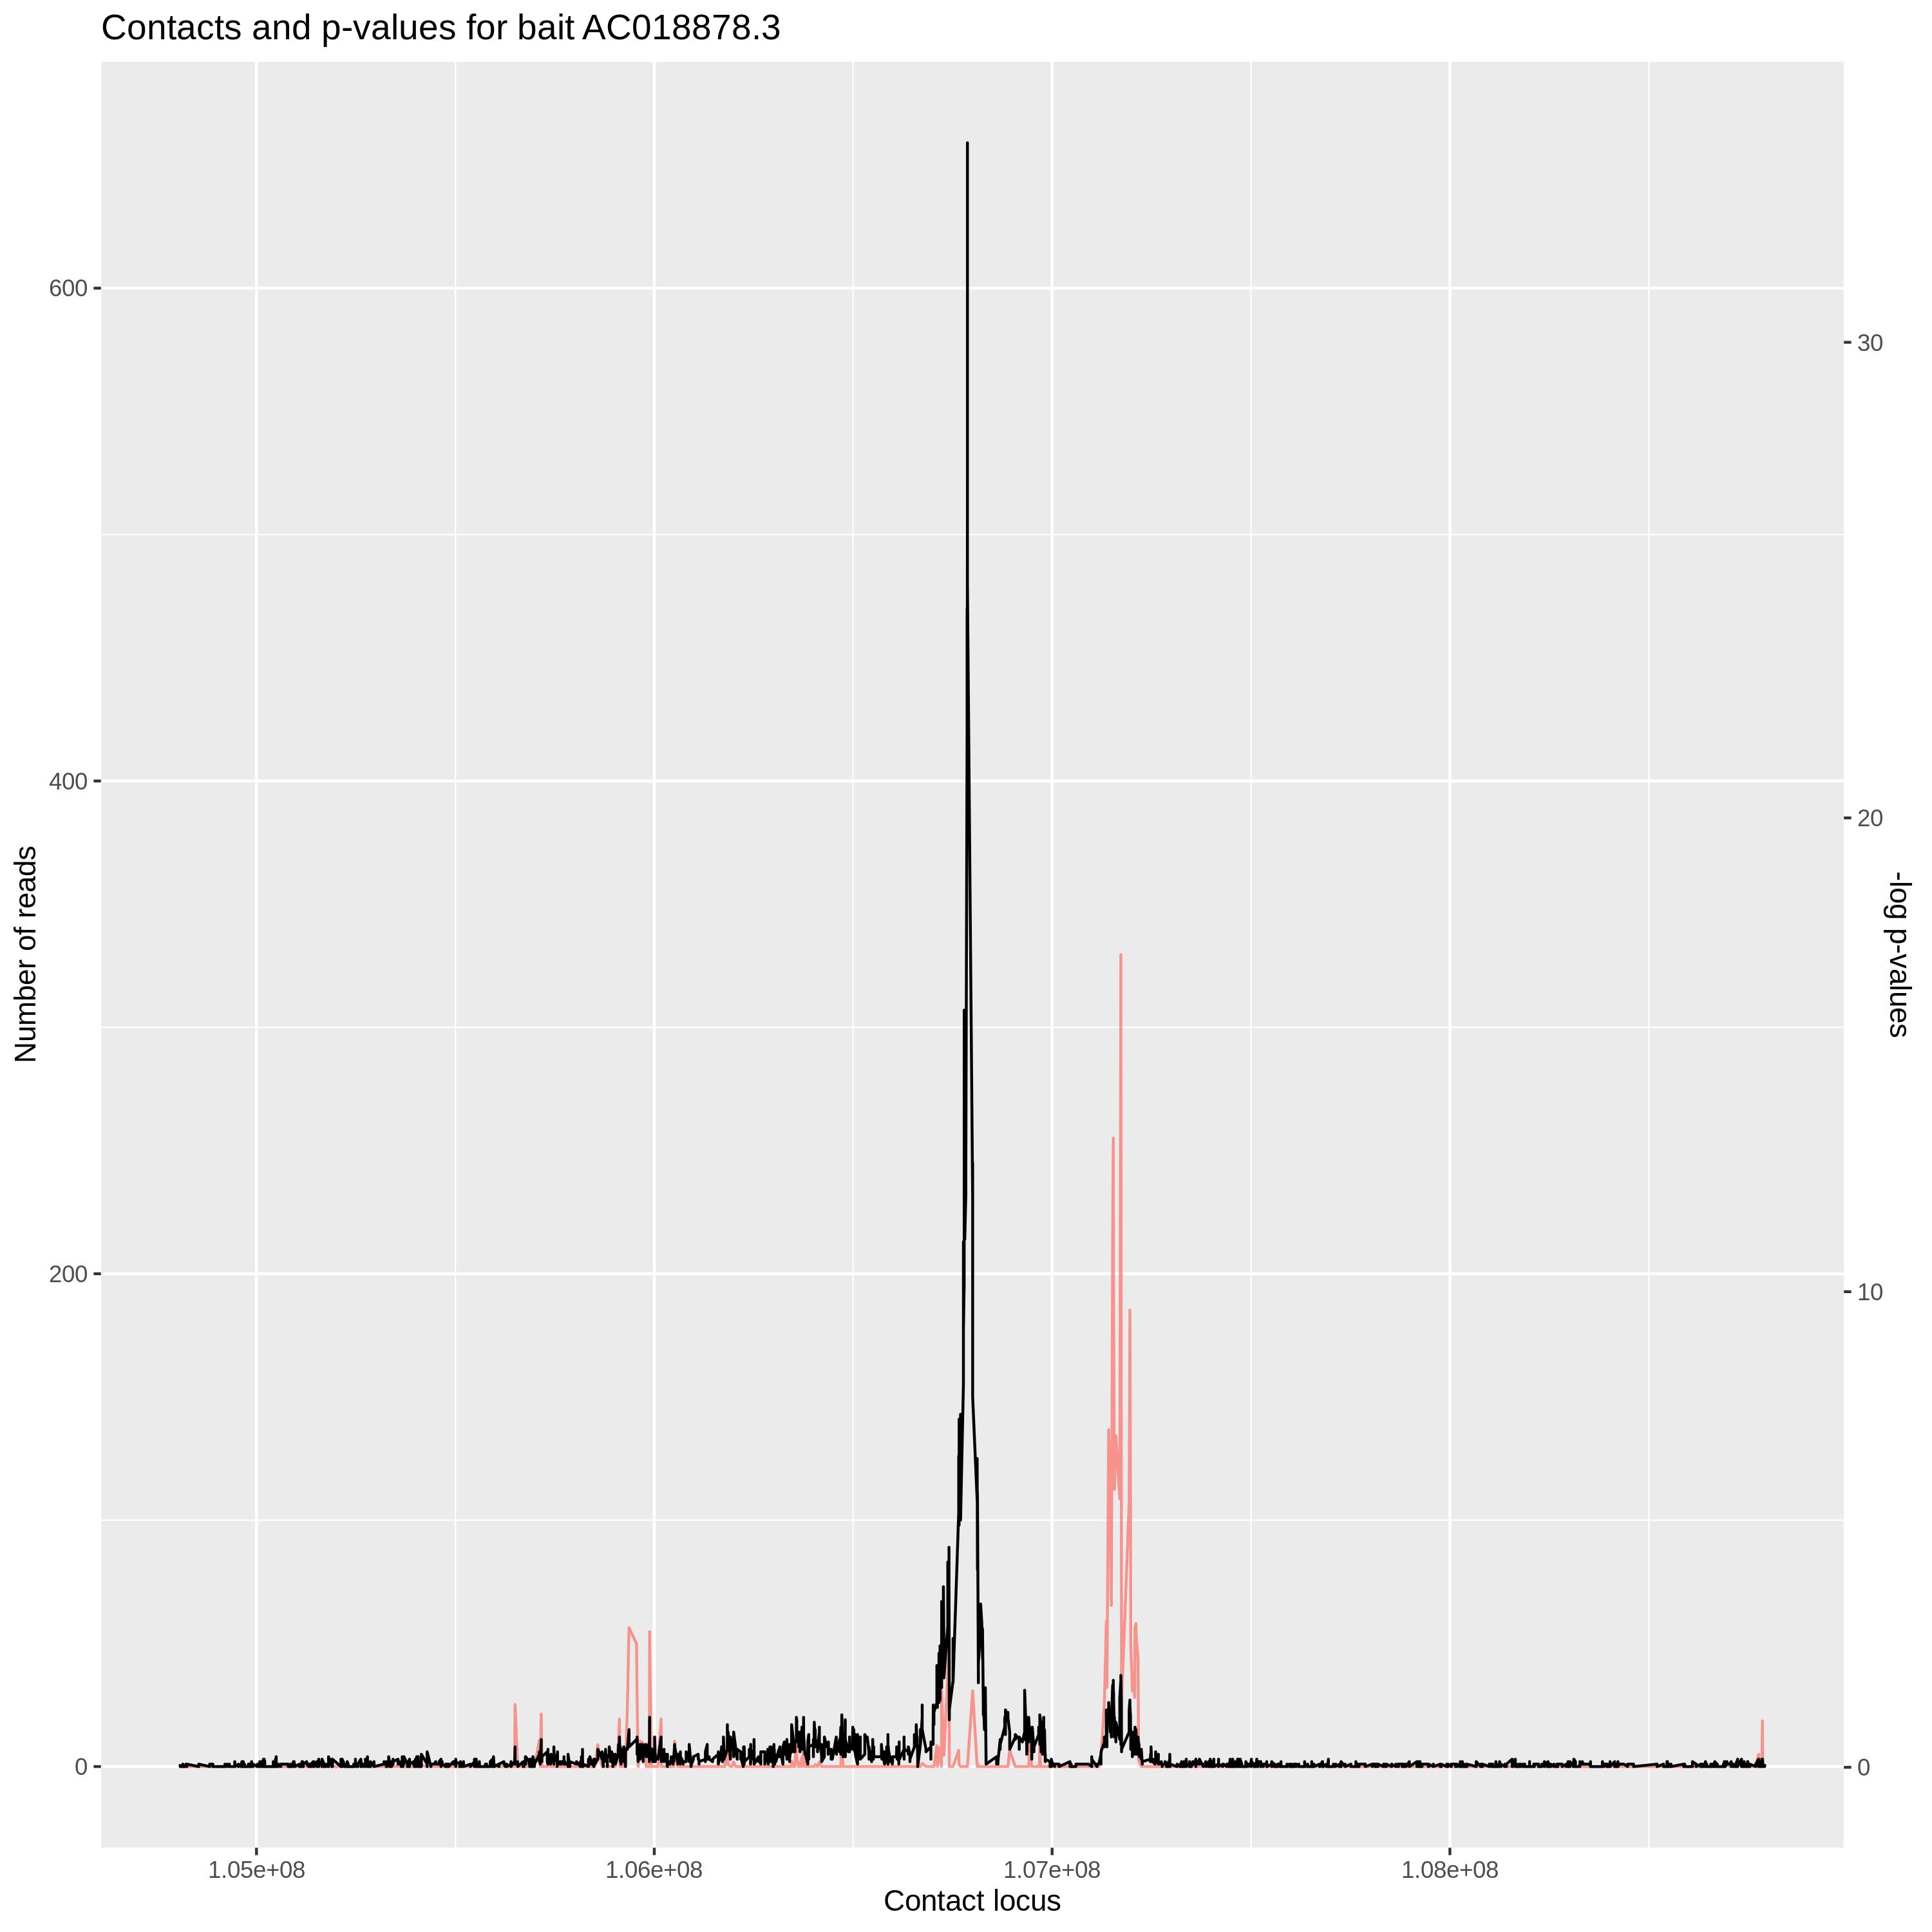 Contacts and p-values for bait AC018878.3
600
400
200
0
Number of reads
30
20
10
0
-log p-values
1.05e+08 1.06e+08 1.07e+08 1.08e+08
Contact locus